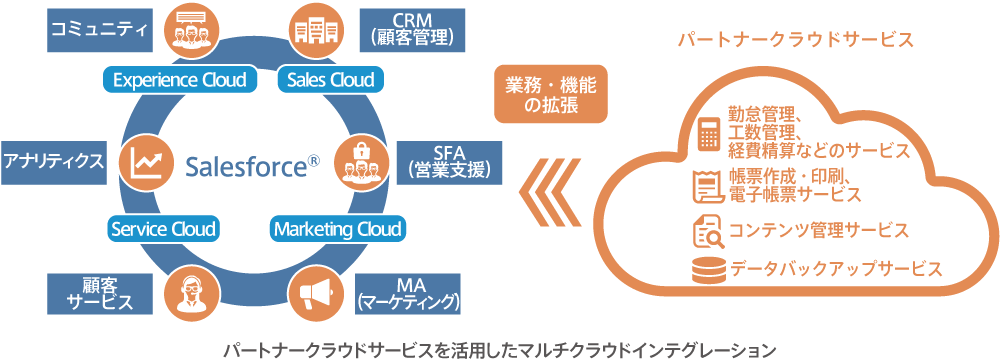 コミュニティ
CRM
(顧客管理)
Experience Cloud
Sales Cloud
アナリティクス
Salesforce®
SFA
(営業支援)
Service Cloud
Marketing Cloud
顧客
サービス
MA
(マーケティング)
業務・機能
の拡張
パートナークラウドサービス
勤怠管理、
工数管理、
経費精算などのサービス
帳票作成・印刷、
電子帳票サービス
コンテンツ管理サービス
データバックアップサービス
パートナークラウドサービスを活用したマルチクラウドインテグレーション